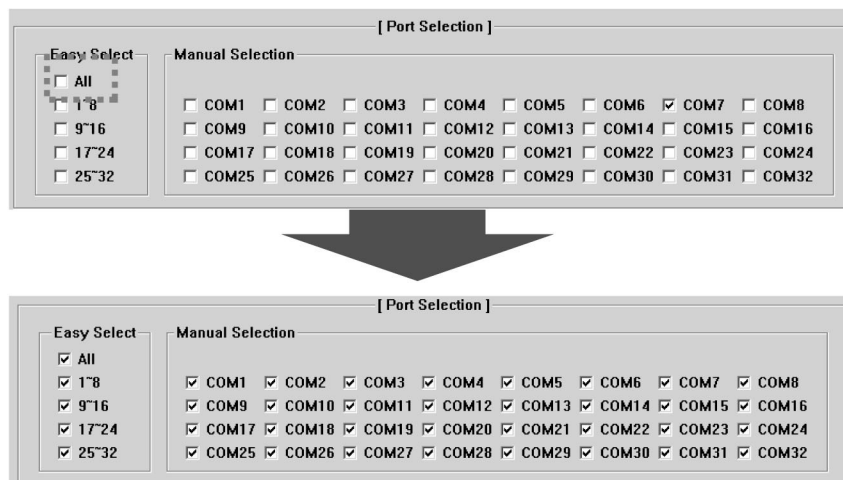 [ Port Selection ]
Easy Select Manual Selection
All
1~8 COM1 COM2 COM3 COM4 COM5 COM6 COM7 COM8
9~16 COM9 COM10 COM11 COM12 COM13 COM14 COM15 COM16
17~24 COM17 COM18 COM19 COM20 COM21 COM22 COM23 COM24
25~32 COM25 COM26 COM27 COM28 COM29 COM30 COM31 COM32
[ Port Selection ]
Easy Select Manual Selection
All
1~8 COM1 COM2 COM3 COM4 COM5 COM6 COM7 COM8
9~16 COM9 COM10 COM11 COM12 COM13 COM14 COM15 COM16
17~24 COM17 COM18 COM19 COM20 COM21 COM22 COM23 COM24
25~32 COM25 COM26 COM27 COM28 COM29 COM30 COM31 COM32